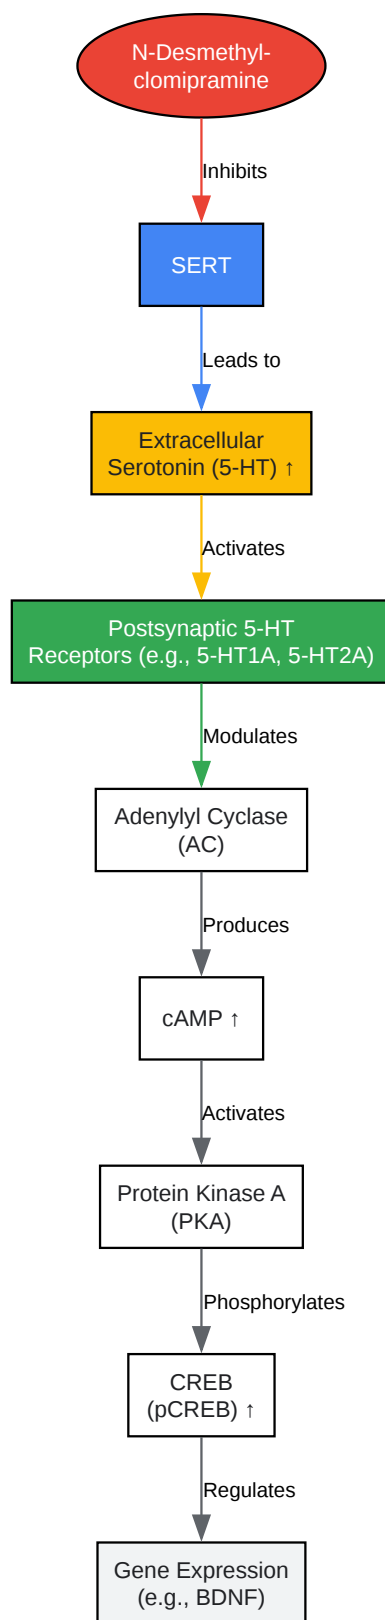 N-Desmethyl-
clomipramine
Inhibits
SERT
Leads to
Extracellular
Serotonin (5-HT) ↑
Activates
Postsynaptic 5-HT
Receptors (e.g., 5-HT1A, 5-HT2A)
Modulates
Adenylyl Cyclase
(AC)
Produces
cAMP ↑
Activates
Protein Kinase A
(PKA)
Phosphorylates
CREB
(pCREB) ↑
Regulates
Gene Expression
(e.g., BDNF)